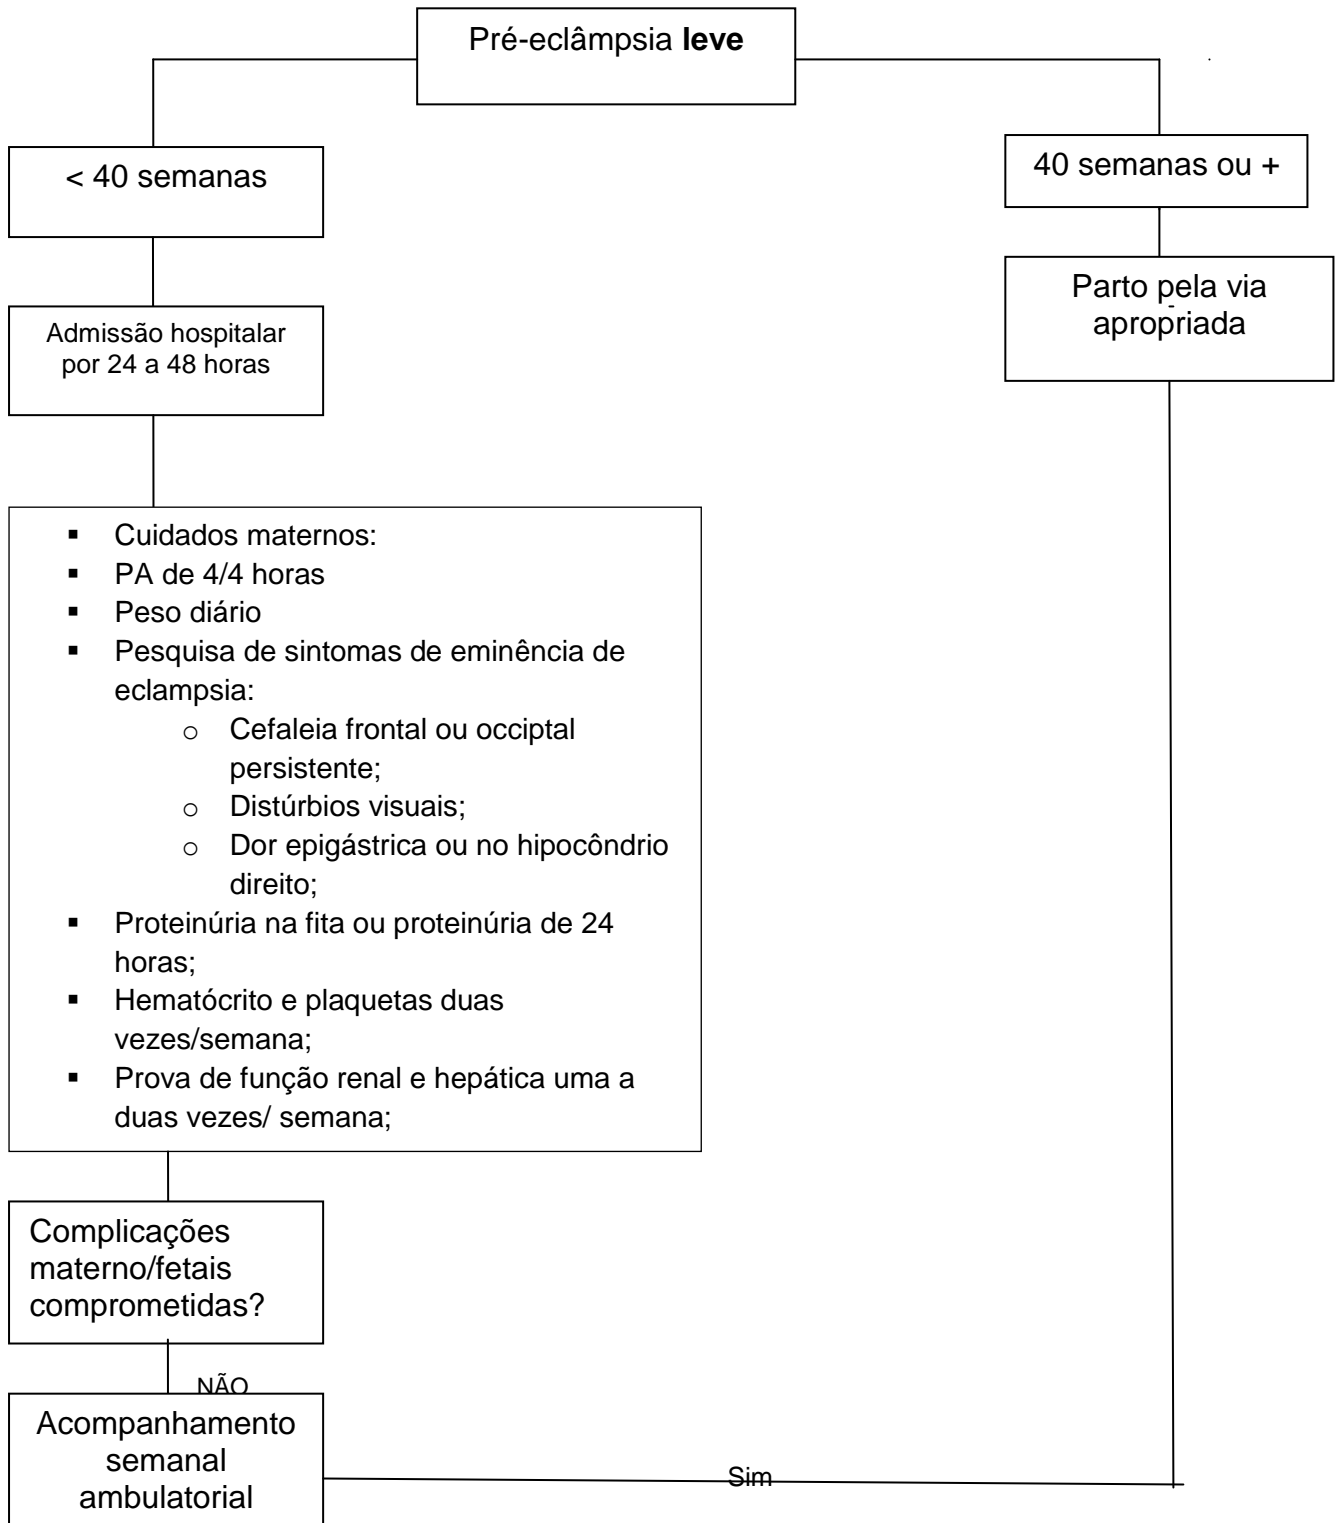 Pré-eclâmpsia leve
< 40 semanas
40 semanas ou +
Admissão hospitalar
por 24 a 48 horas
Parto pela via
apropriada
▪ Cuidados maternos:
▪ PA de 4/4 horas
▪ Peso diário
▪ Pesquisa de sintomas de eminência de
eclampsia:
o Cefaleia frontal ou occiptal
persistente;
o Distúrbios visuais;
o Dor epigástrica ou no hipocôndrio
direito;
▪ Proteinúria na fita ou proteinúria de 24
horas;
▪ Hematócrito e plaquetas duas
vezes/semana;
▪ Prova de função renal e hepática uma a
duas vezes/ semana;
Complicações
materno/fetais
comprometidas?
NÃO
Acompanhamento
semanal
ambulatorial
Sim